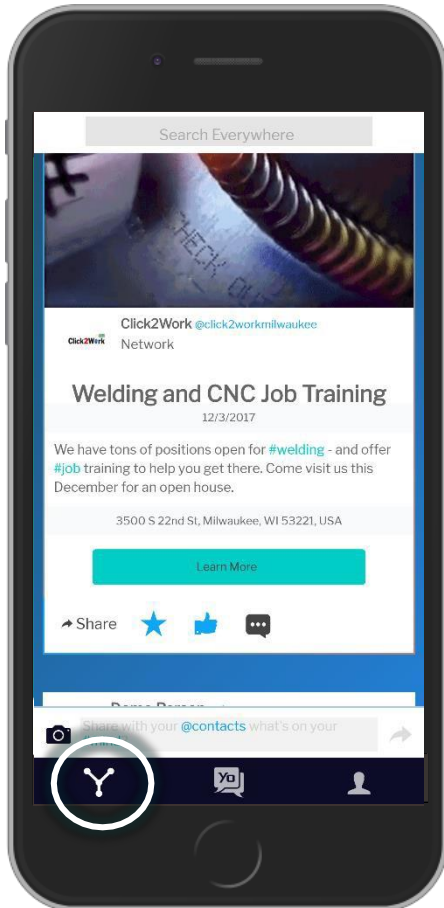 Search Everywhere
CHECK OUT
Click2Work @click2workmilwaukee
Click2Work
Network
Welding and CNC Job Training
12/3/2017
We have tons of positions open for #welding - and offer
#job training to help you get there. Come visit us this
December for an open house.
3500 S 22nd St, Milwaukee, WI 53221, USA
Learn More
Share
Share with your @contacts what's on your
Yo